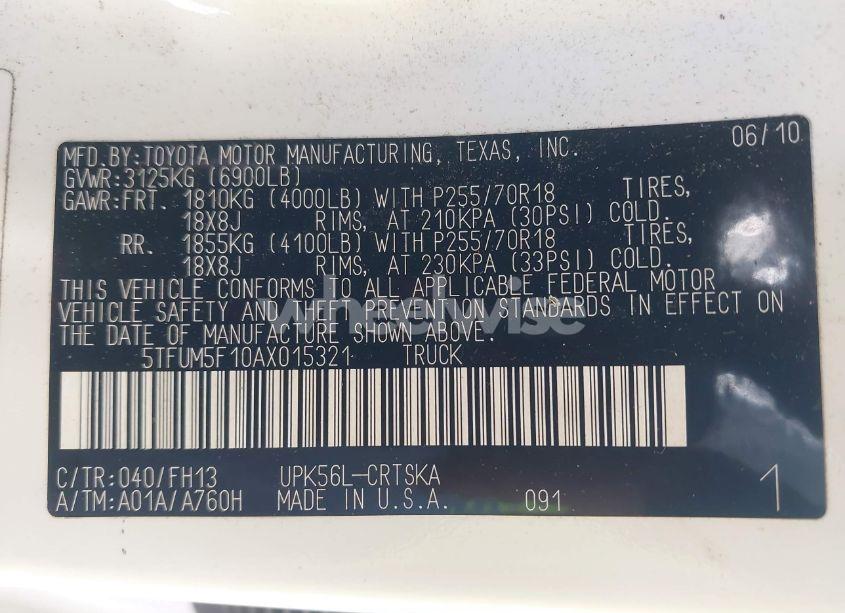 06/10
MFD.BY:TOYOTA MOTOR MANUFACTURING, TEXAS, INC.
GVWR:3125KG (6900LB)
GAWR:FRT. 1810KG (4000LB) WITH P255/70R18 TIRES,
18X8J RIMS, AT 210KPA (30PSI) COLD.
RR. 1855KG (4100LB) WITH P255/70R18 TIRES,
18X8J RIMS, AT 230KPA (33PSI) COLD.
THIS VEHICLE CONFORMS TO ALL APPLICABLE FEDERAL MOTOR
VEHICLE SAFETY AND THEFT PREVENTION STANDARDS IN EFFECT ON
THE DATE OF MANUFACTURE SHOWN ABOVE.
wheelwise
5TFUM5F10AX015321 TRUCK
C/TR:040/FH13 UPK56L-CRTSKA
A/TM:A01A/A760H MADE IN U.S.A. 091 1